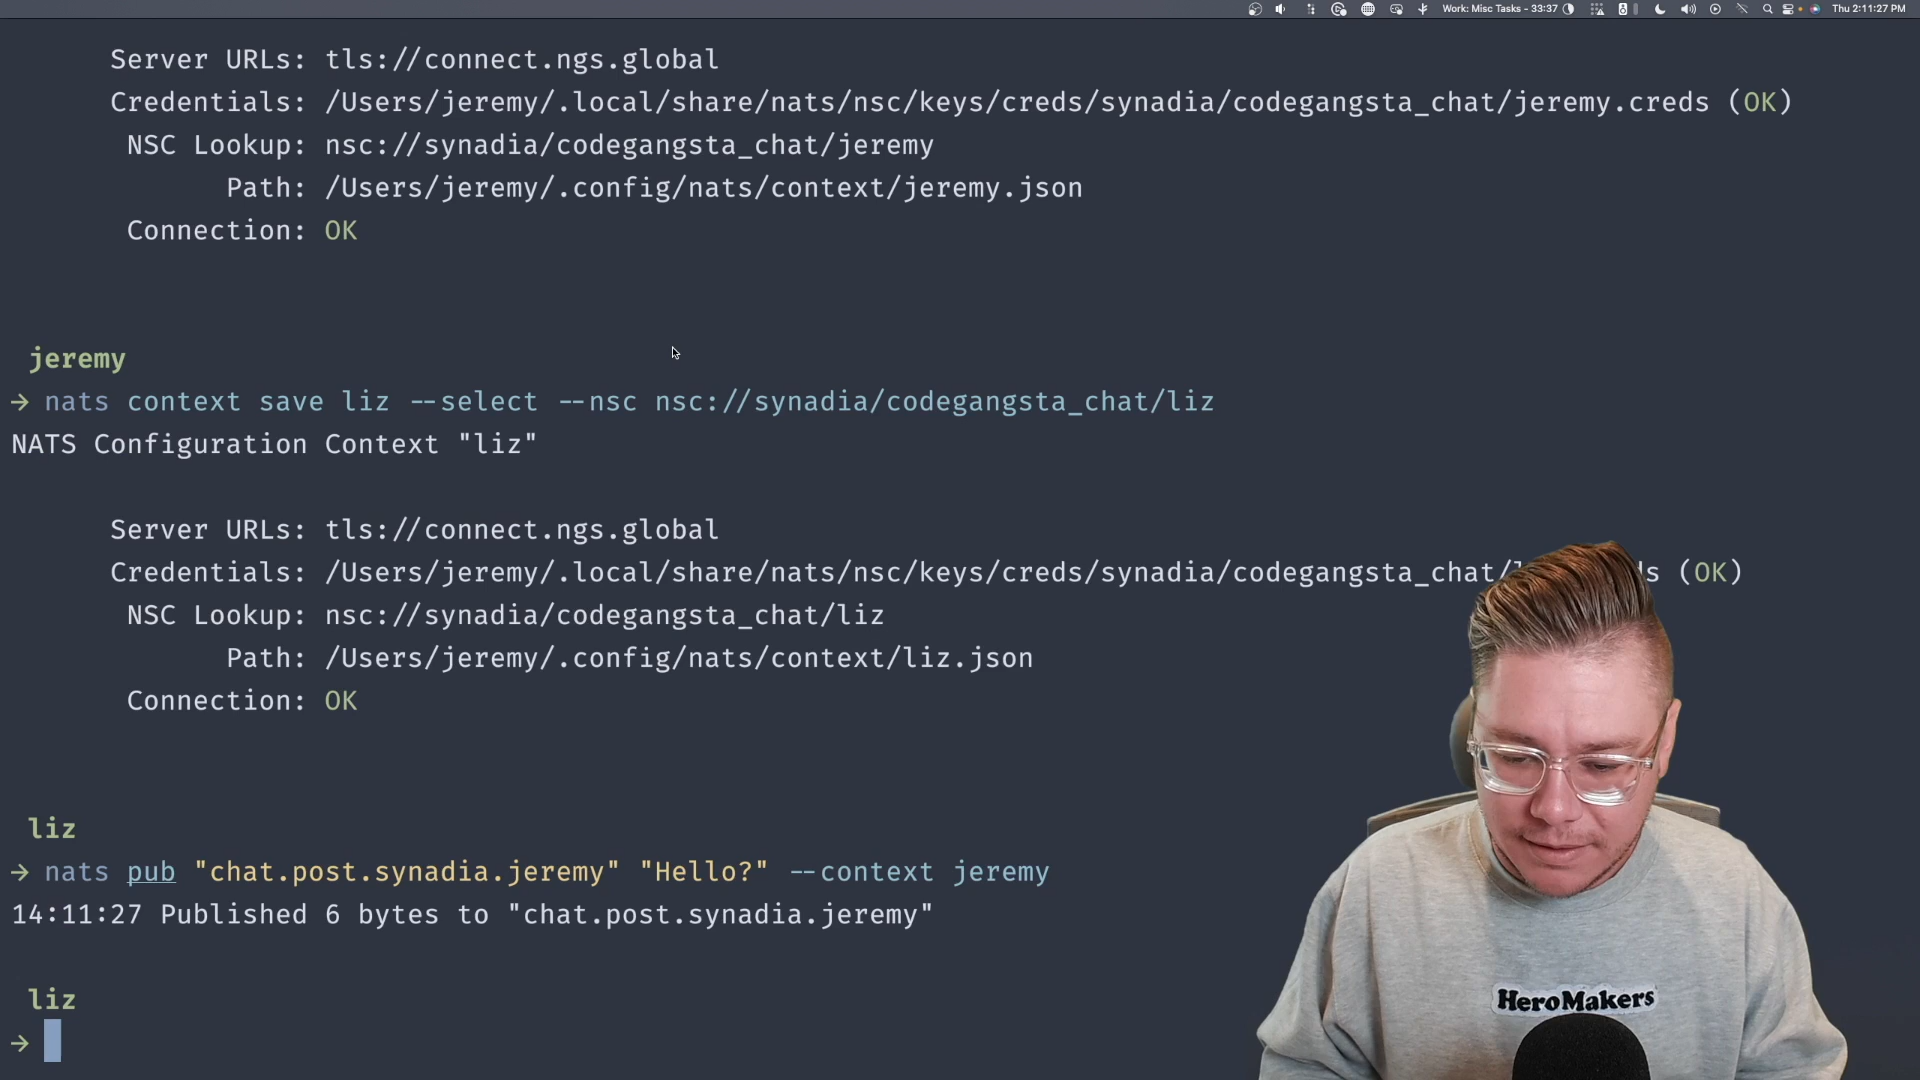 Work: Misc Tasks - 33:37 Thu 2:11:27 PM
Server URLs: tls://connect.ngs.global
Credentials: /Users/jeremy/.local/share/nats/nsc/keys/creds/synadia/codegangsta_chat/jeremy.creds (OK)
NSC Lookup: nsc://synadia/codegangsta_chat/jeremy
Path: /Users/jeremy/.config/nats/context/jeremy.json
Connection: OK
jeremy
→ nats context save liz --select --nsc nsc://synadia/codegangsta_chat/liz
NATS Configuration Context "liz"
Server URLs: tls://connect.ngs.global
Credentials: /Users/jeremy/.local/share/nats/nsc/keys/creds/synadia/codegangsta_chat/ (OK)
NSC Lookup: nsc://synadia/codegangsta_chat/liz
Path: /Users/jeremy/.config/nats/context/liz.json
Connection: OK
liz
→ nats pub "chat.post.synadia.jeremy" "Hello?" --context jeremy
14:11:27 Published 6 bytes to "chat.post.synadia.jeremy"
liz
→
HeroMakers